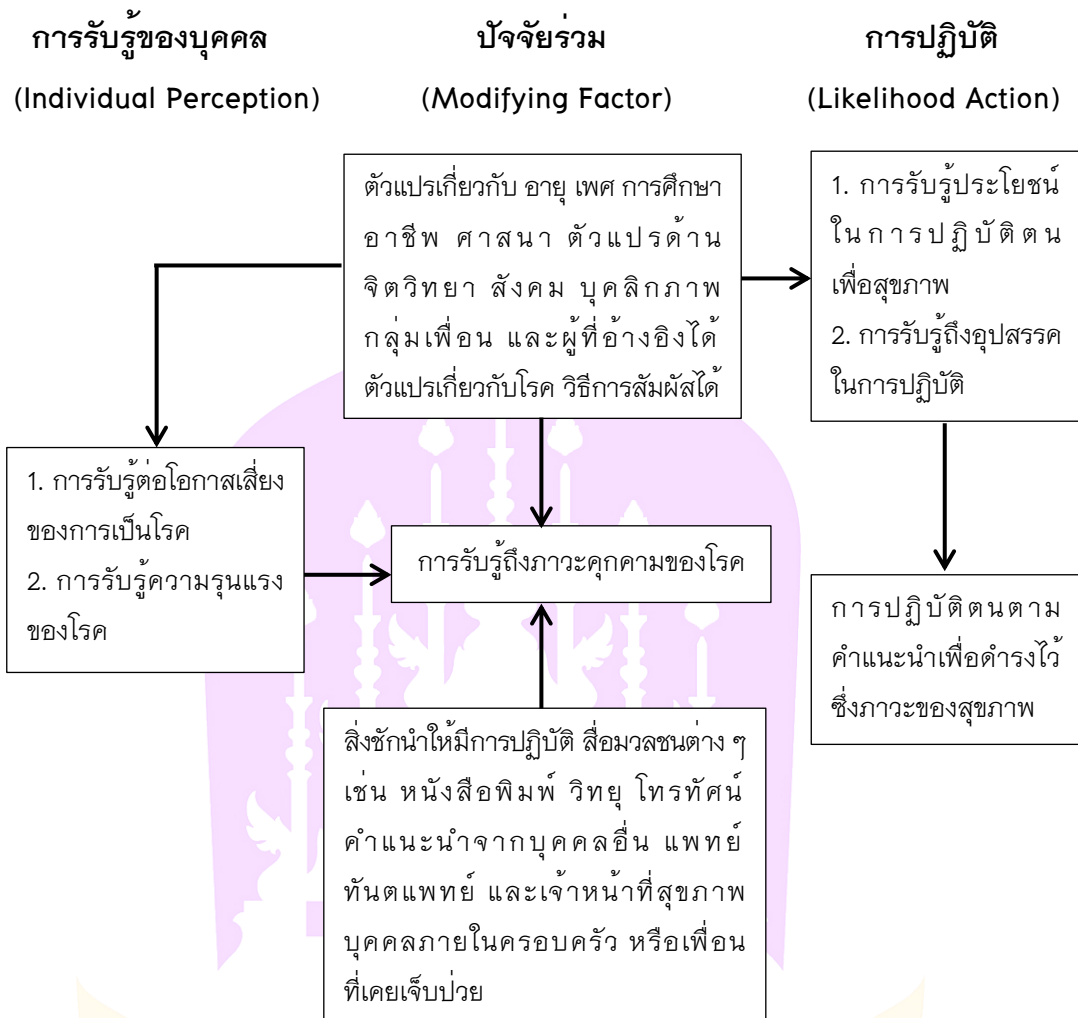 การรับรู้ของบุคคล
(Individual Perception)
ปัจจัยร่วม
(Modifying Factor)
การปฏิบัติ
(Likelihood Action)
ตัวแปรเกี่ยวกับ อายุ เพศ การศึกษา
อาชีพ ศาสนา ตัวแปรด้าน
จิตวิทยา สังคม บุคลิกภาพ
กลุ่มเพื่อน และผู้ที่อ้างอิงได้
ตัวแปรเกี่ยวกับโรค วิธีการสัมผัสได้
1. การรับรู้ประโยชน์
ในการปฏิบัติตน
เพื่อสุขภาพ
2. การรับรู้ถึงอุปสรรค
ในการปฏิบัติ
1. การรับรู้ต่อโอกาสเสี่ยง
ของการเป็นโรค
2. การรับรู้ความรุนแรง
ของโรค
การรับรู้ถึงภาวะคุกคามของโรค
การปฏิบัติตนตาม
คำแนะนำเพื่อดำรงไว้
ซึ่งภาวะของสุขภาพ
สิ่งชักนำให้มีการปฏิบัติ สื่อมวลชนต่าง ๆ
เช่น หนังสือพิมพ์ วิทยุ โทรทัศน์
คำแนะนำจากบุคคลอื่น แพทย์
ทันตแพทย์ และเจ้าหน้าที่สุขภาพ
บุคคลภายในครอบครัว หรือเพื่อน
ที่เคยเจ็บป่วย